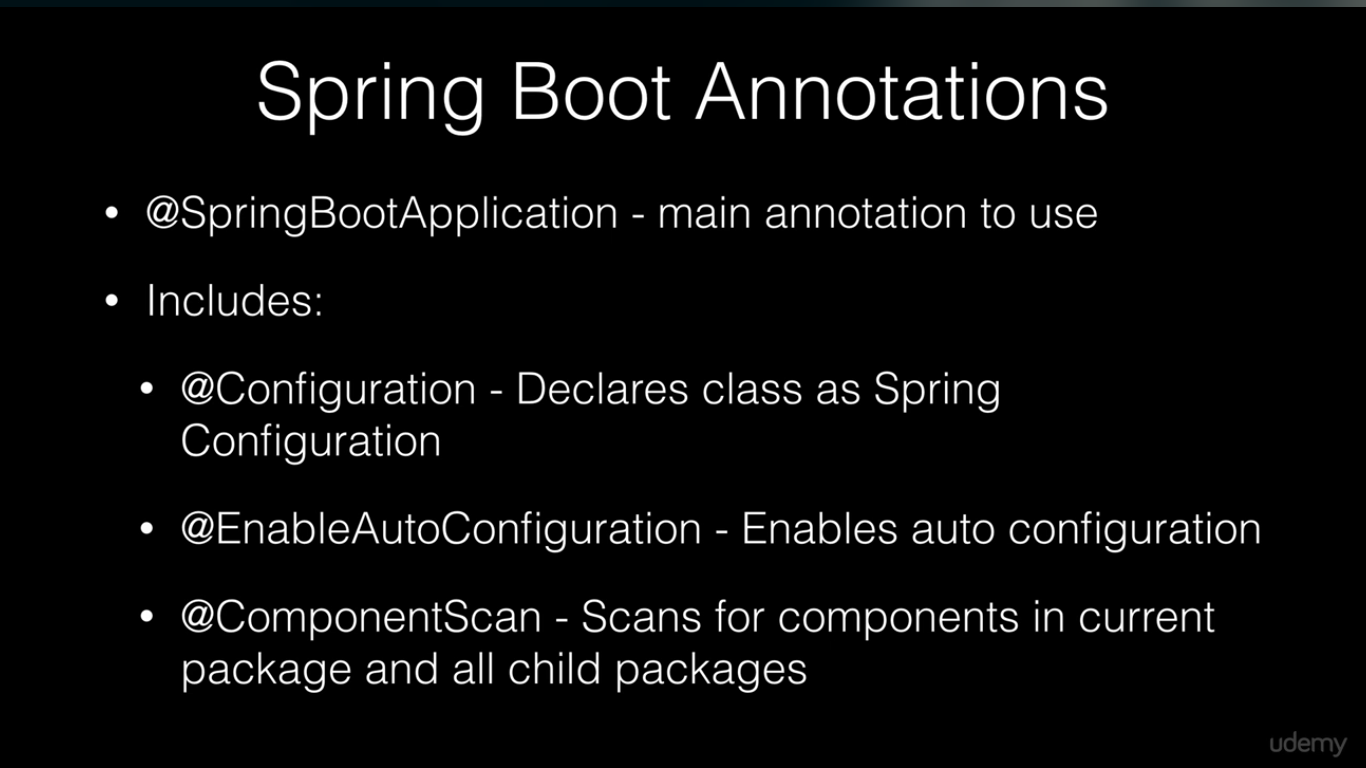 Spring Boot Annotations
• @SpringBootApplication - main annotation to use
• Includes:
• @Configuration - Declares class as Spring
Configuration
• @EnableAutoConfiguration - Enables auto configuration
• @ComponentScan - Scans for components in current
package and all child packages
udemy